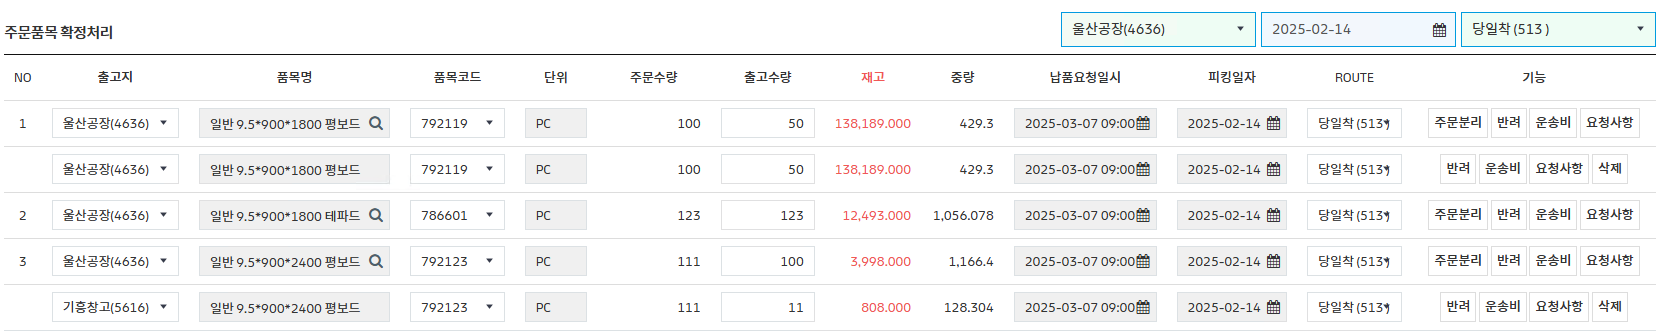 주문품목 확정처리 울산공장(4636) 2025-02-14 당일착 (513 )
NO 출고지 품목명 품목코드 단위 주문수량 출고수량 재고 중량 납품요청일시 피킹일자 ROUTE 기능
1 울산공장(4636) 일반 9.5*900*1800 평보드 792119 PC 100 50 138,189.000 429.3 2025-03-07 09:00 2025-02-14 당일착 (513 ) 주문분리 반려 운송비 요청사항
울산공장(4636) 일반 9.5*900*1800 평보드 792119 PC 100 50 138,189.000 429.3 2025-03-07 09:00 2025-02-14 당일착 (513 ) 반려 운송비 요청사항 삭제
2 울산공장(4636) 일반 9.5*900*1800 테파드 786601 PC 123 123 12,493.000 1,056.078 2025-03-07 09:00 2025-02-14 당일착 (513 ) 주문분리 반려 운송비 요청사항
3 울산공장(4636) 일반 9.5*900*2400 평보드 792123 PC 111 100 3,998.000 1,166.4 2025-03-07 09:00 2025-02-14 당일착 (513 ) 주문분리 반려 운송비 요청사항
기흥창고(5616) 일반 9.5*900*2400 평보드 792123 PC 111 11 808.000 128.304 2025-03-07 09:00 2025-02-14 당일착 (513 ) 반려 운송비 요청사항 삭제